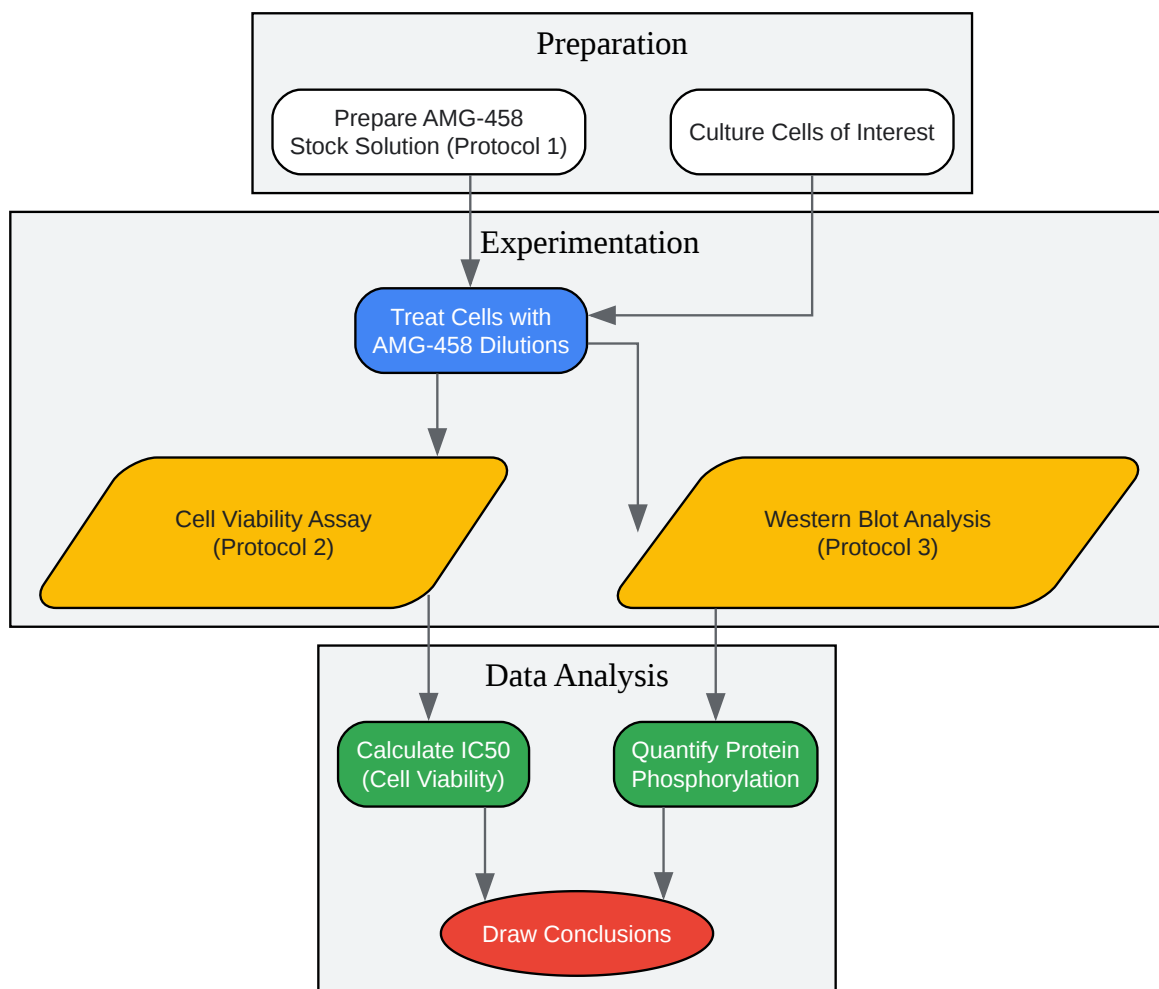 Preparation
Prepare AMG-458
Stock Solution (Protocol 1)
Culture Cells of Interest
Experimentation
Treat Cells with
AMG-458 Dilutions
Cell Viability Assay
(Protocol 2)
Western Blot Analysis
(Protocol 3)
Data Analysis
Calculate IC50
(Cell Viability)
Quantify Protein
Phosphorylation
Draw Conclusions